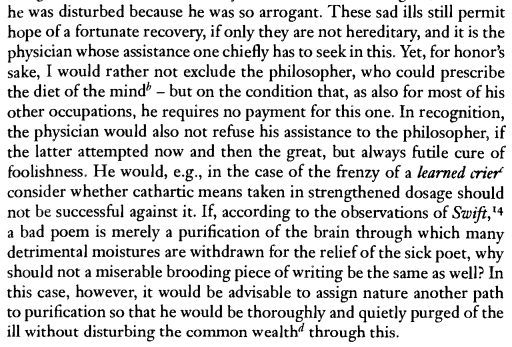 he was disturbed because he was so arrogant. These sad ills still permit
hope of a fortunate recovery, if only they are not hereditary, and it is the
physician whose assistance one chiefly has to seek in this. Yet, for honor's
sake, I would rather not exclude the philosopher, who could prescribe
the diet of the mindᵇ – but on the condition that, as also for most of his
other occupations, he requires no payment for this one. In recognition,
the physician would also not refuse his assistance to the philosopher, if
the latter attempted now and then the great, but always futile cure of
foolishness. He would, e.g., in the case of the frenzy of a learned crierᶜ
consider whether cathartic means taken in strengthened dosage should
not be successful against it. If, according to the observations of Swift,¹⁴
a bad poem is merely a purification of the brain through which many
detrimental moistures are withdrawn for the relief of the sick poet, why
should not a miserable brooding piece of writing be the same as well? In
this case, however, it would be advisable to assign nature another path
to purification so that he would be thoroughly and quietly purged of the
ill without disturbing the common wealthᵈ through this.